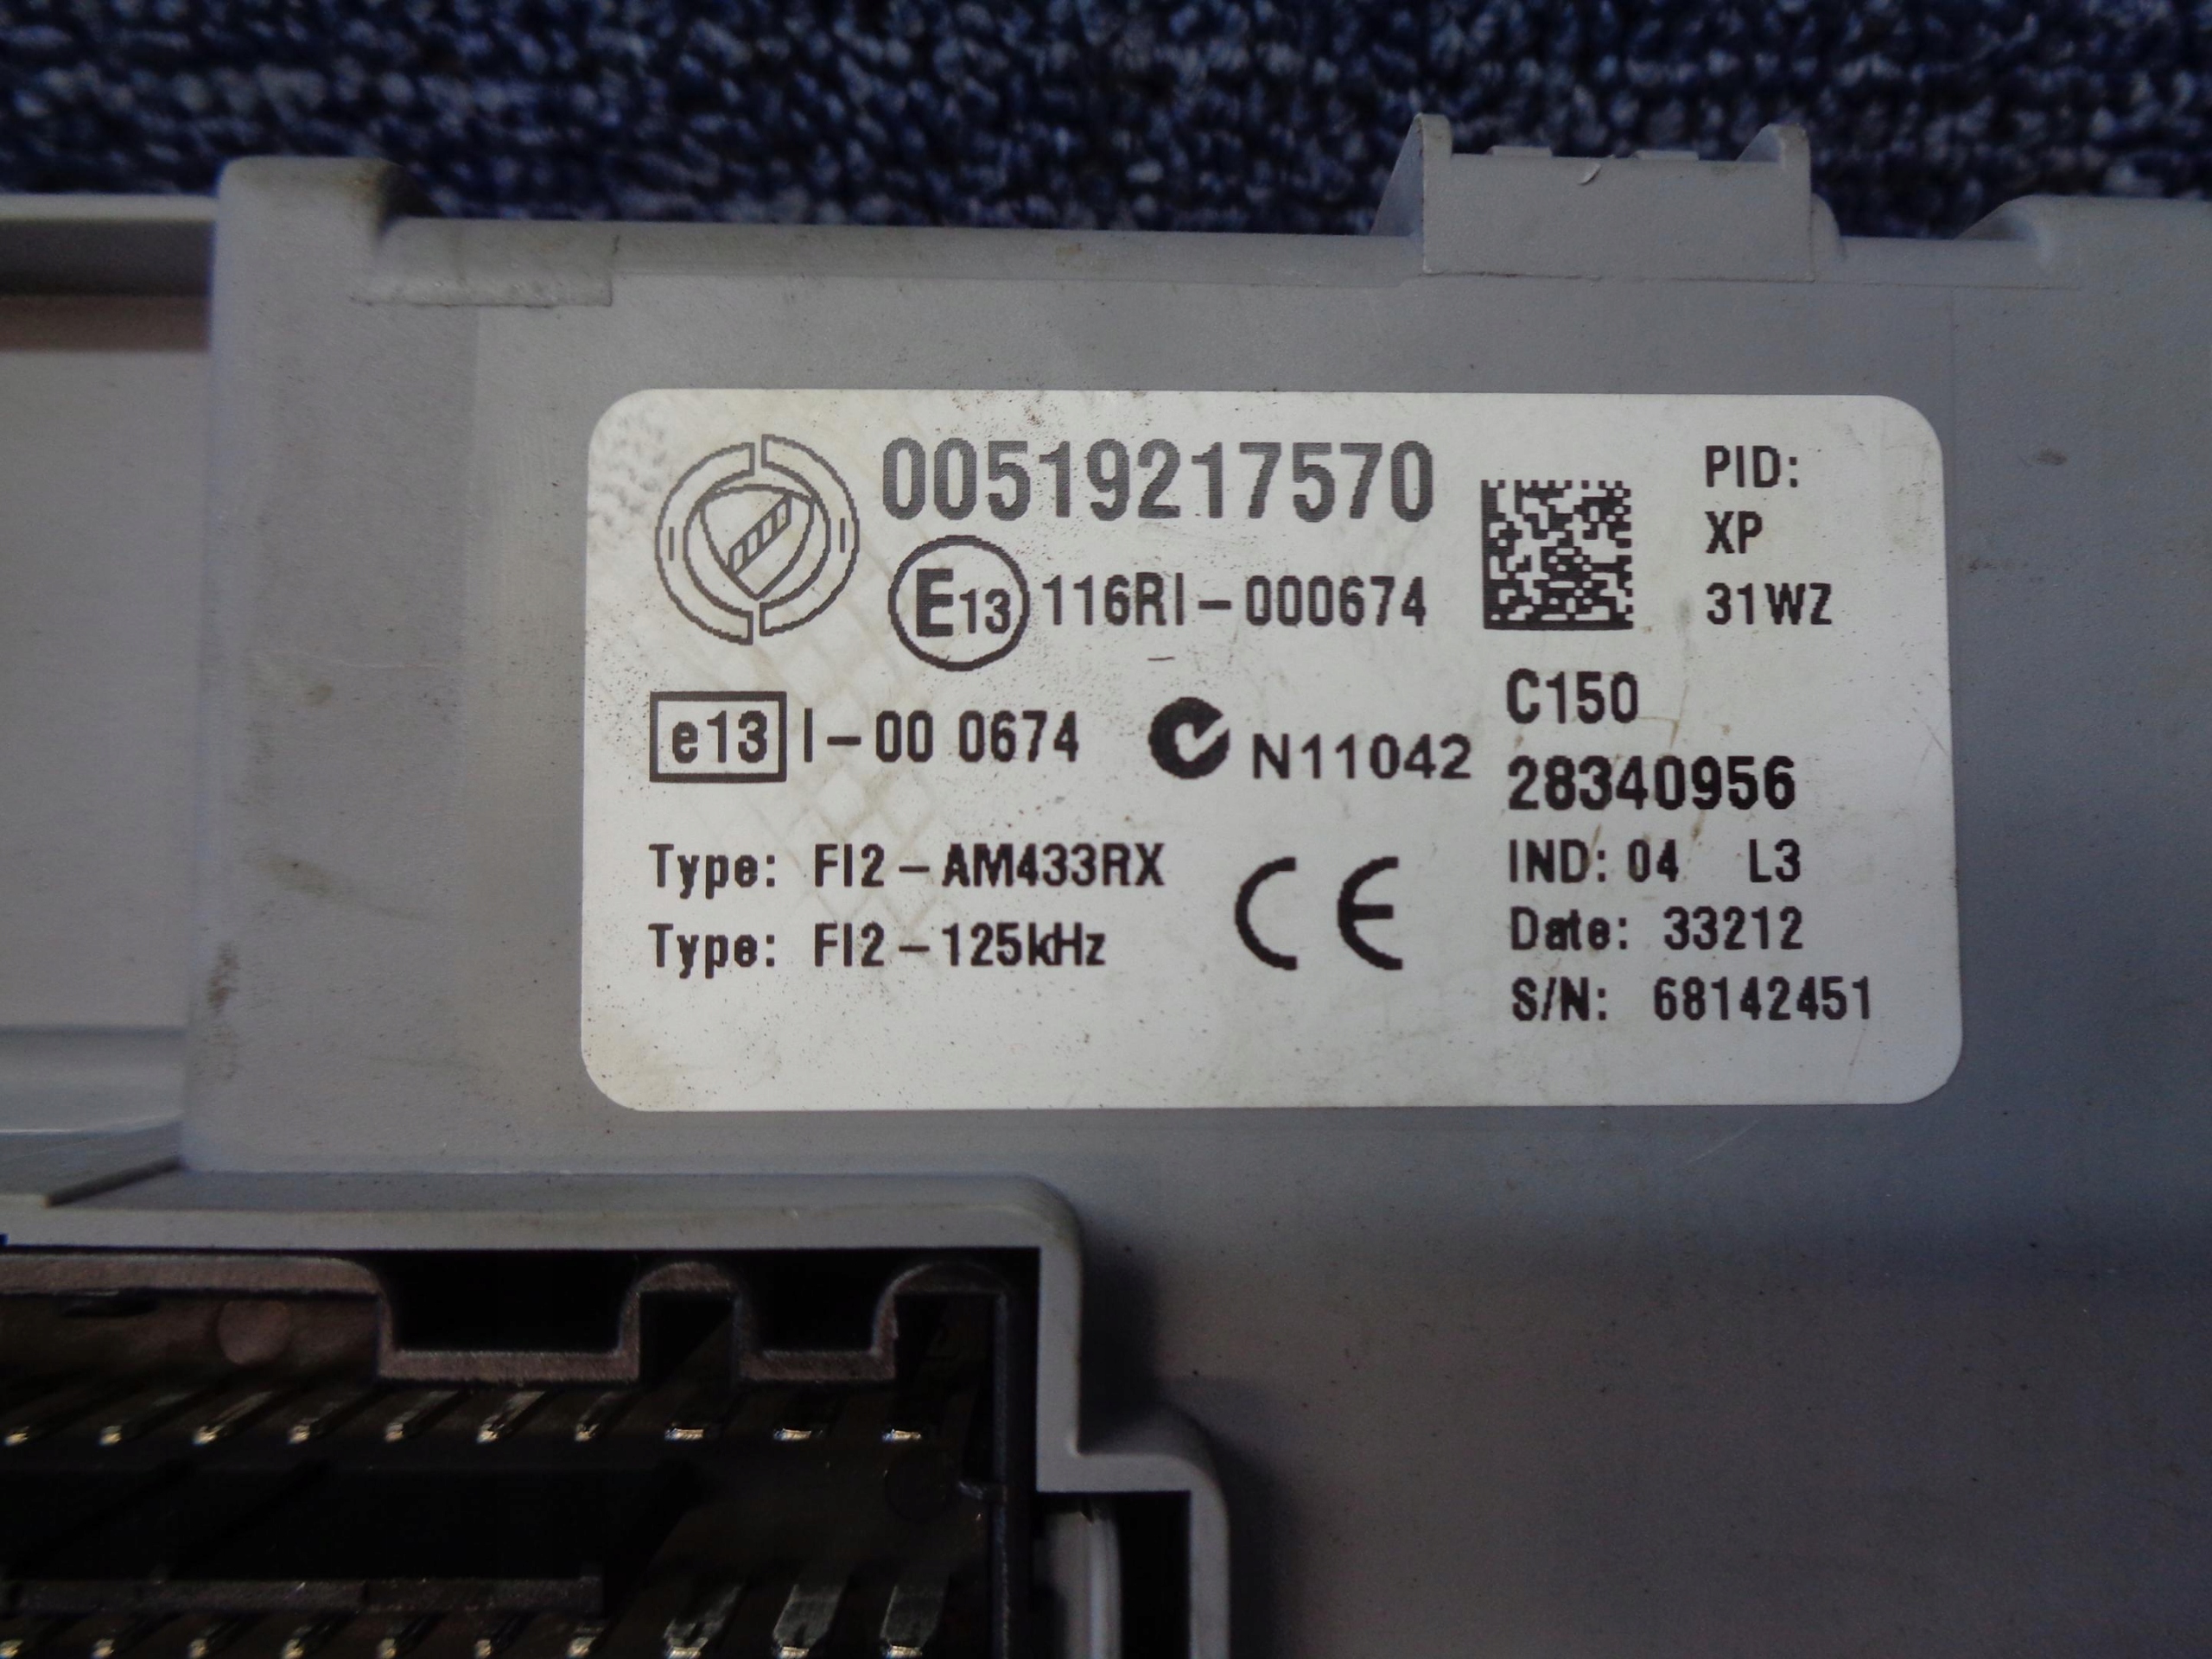 00519217570
E13 116RI-000674
e13 I-00 0674
N11042
Type: FI2-AM433RX
Type: FI2-125kHz
CE
PID:
XP
31WZ
C150
28340956
IND: 04 L3
Date: 33212
S/N: 68142451